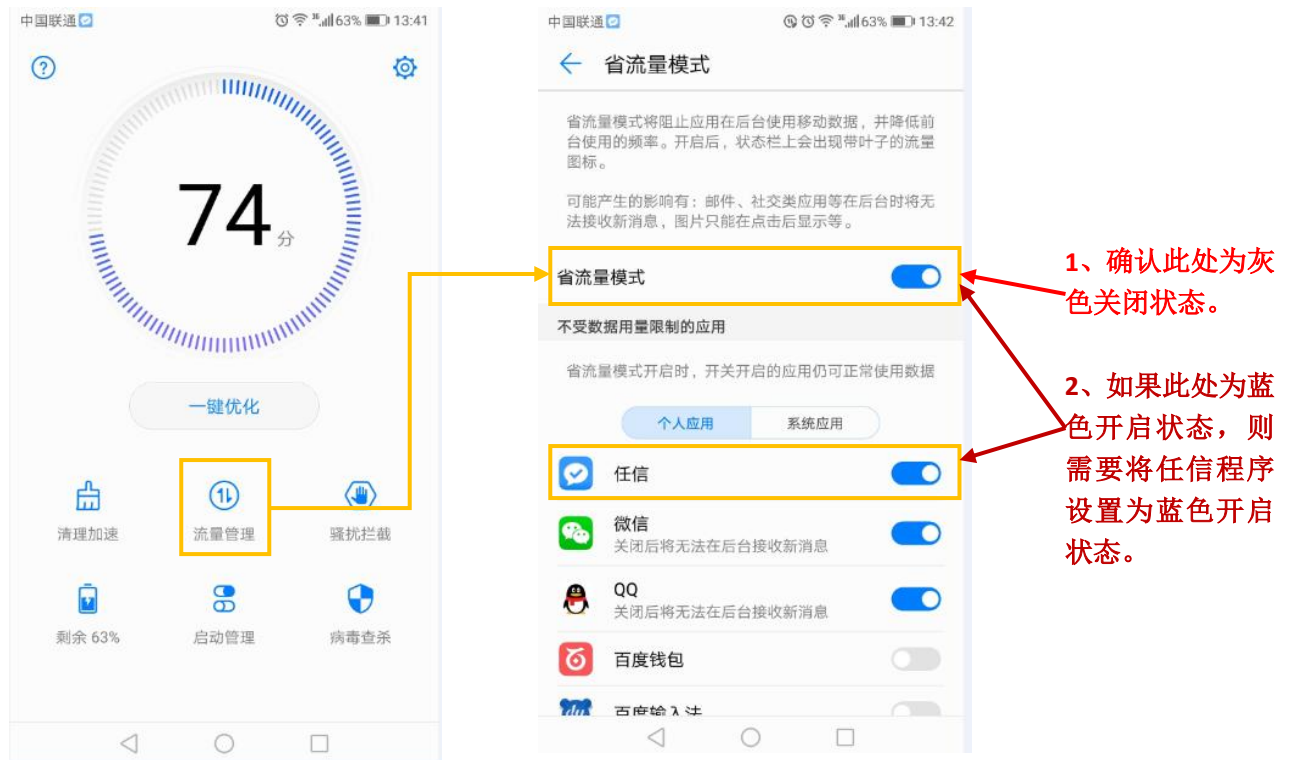 中国联通
63% 13:41
74分
一键优化
清理加速
流量管理
骚扰拦截
剩余 63%
启动管理
病毒查杀
中国联通
63% 13:42
省流量模式
省流量模式将阻止应用在后台使用移动数据，并降低前
台使用的频率。开启后，状态栏上会出现带叶子的流量
图标。
可能产生的影响有：邮件、社交类应用等在后台时将无
法接收新消息，图片只能在点击后显示等。
省流量模式
不受数据用量限制的应用
省流量模式开启时，开关开启的应用仍可正常使用数据
个人应用
系统应用
任信
微信
关闭后将无法在后台接收新消息
QQ
关闭后将无法在后台接收新消息
百度钱包
百度输入法
1、确认此处为灰
色关闭状态。
2、如果此处为蓝
色开启状态，则
需要将任信程序
设置为蓝色开启
状态。